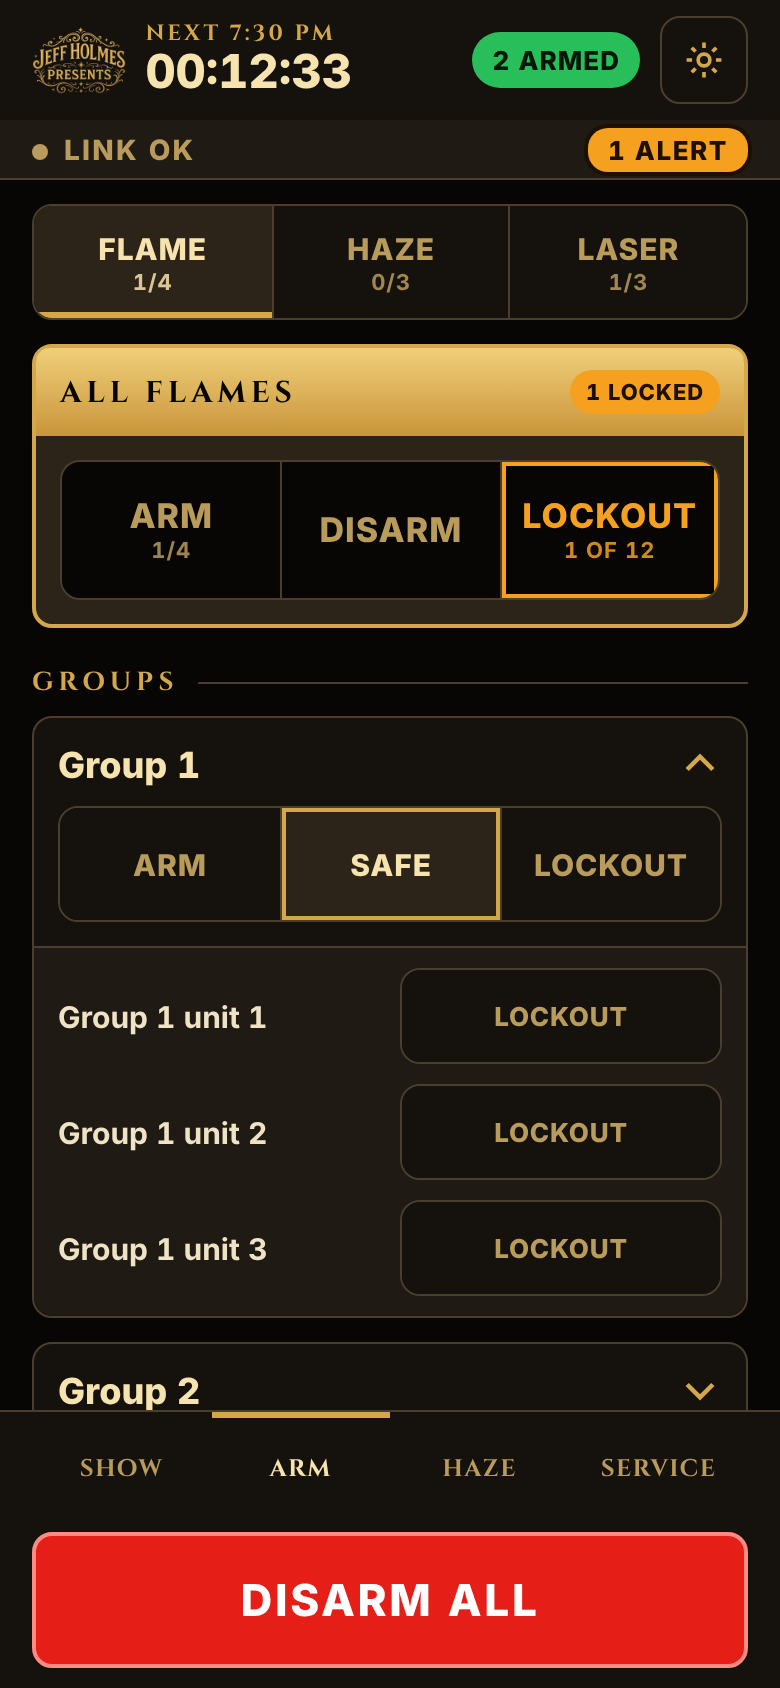 JEFF HOLMES
PRESENTS
NEXT 7:30 PM
00:12:33
2 ARMED
LINK OK
1 ALERT
FLAME
1/4
HAZE
0/3
LASER
1/3
ALL FLAMES
1 LOCKED
ARM
1/4
DISARM
LOCKOUT
1 OF 12
GROUPS
Group 1
ARM
SAFE
LOCKOUT
Group 1 unit 1
LOCKOUT
Group 1 unit 2
LOCKOUT
Group 1 unit 3
LOCKOUT
Group 2
SHOW
ARM
HAZE
SERVICE
DISARM ALL